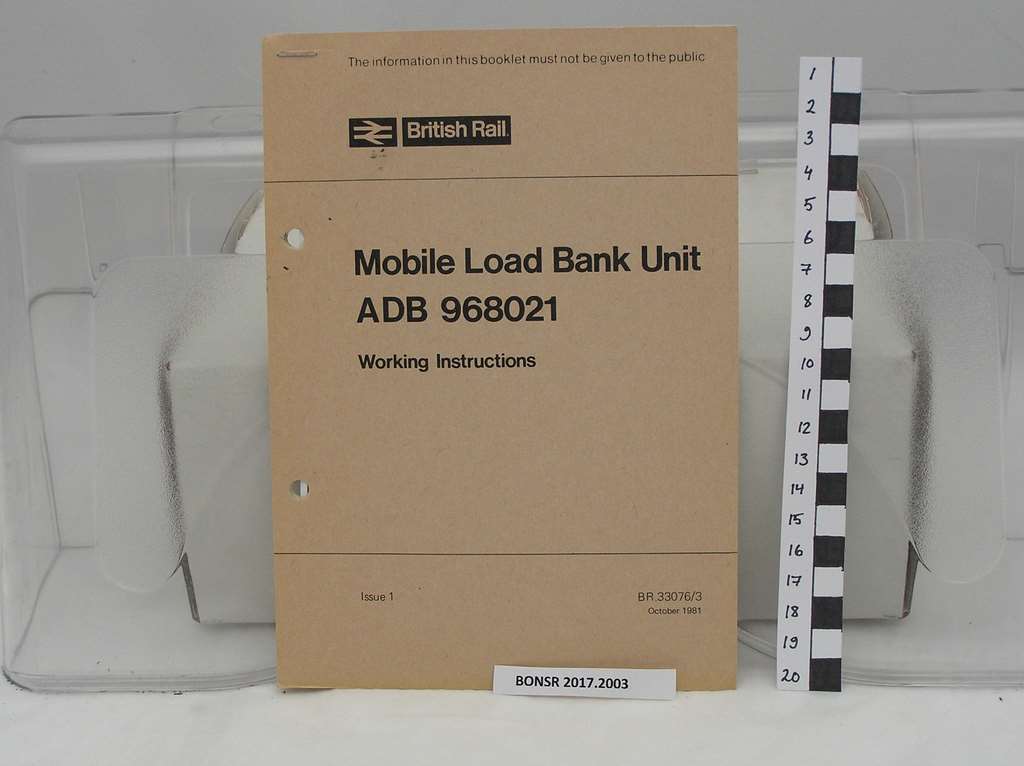 The information in this booklet must not be given to the public
British Rail
Mobile Load Bank Unit
ADB 968021
Working Instructions
Issue 1
BR.33076/3
October 1981
BONSR 2017.2003
1
2
3
4
5
6
7
8
9
10
11
12
13
14
15
16
17
18
19
20